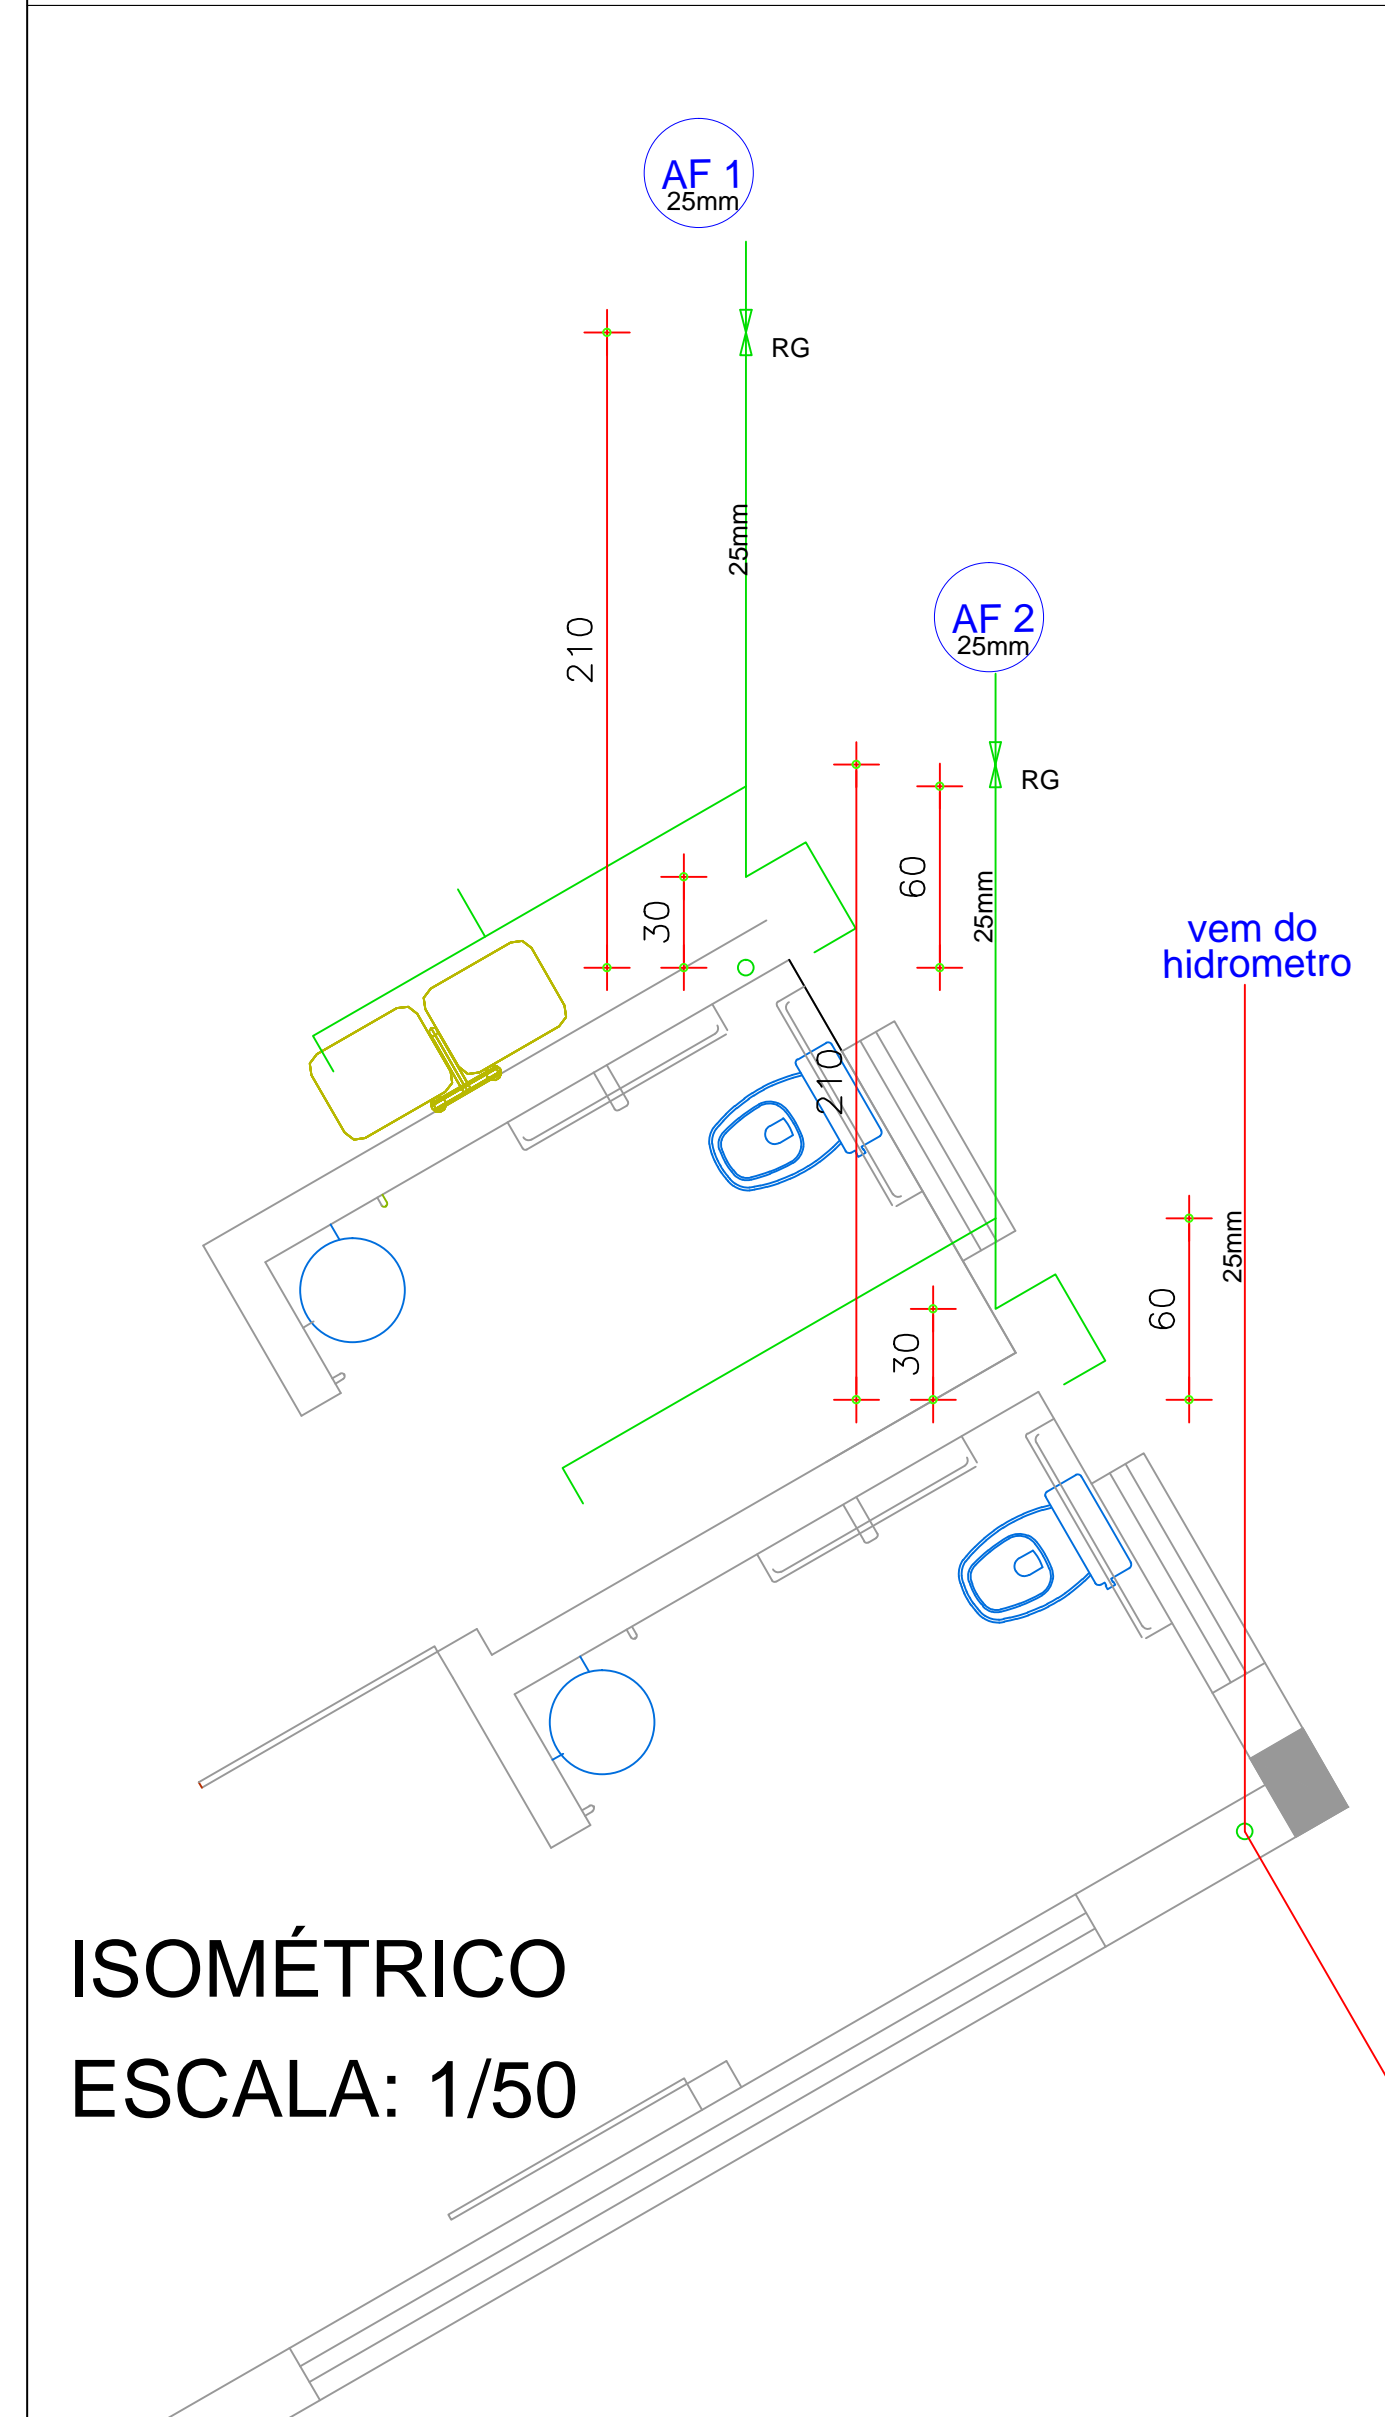 AF 1
25mm
RG
25mm
210
AF 2
25mm
RG
60
25mm
30
vem do
hidrometro
210
25mm
60
30
ISOMÉTRICO
ESCALA: 1/50